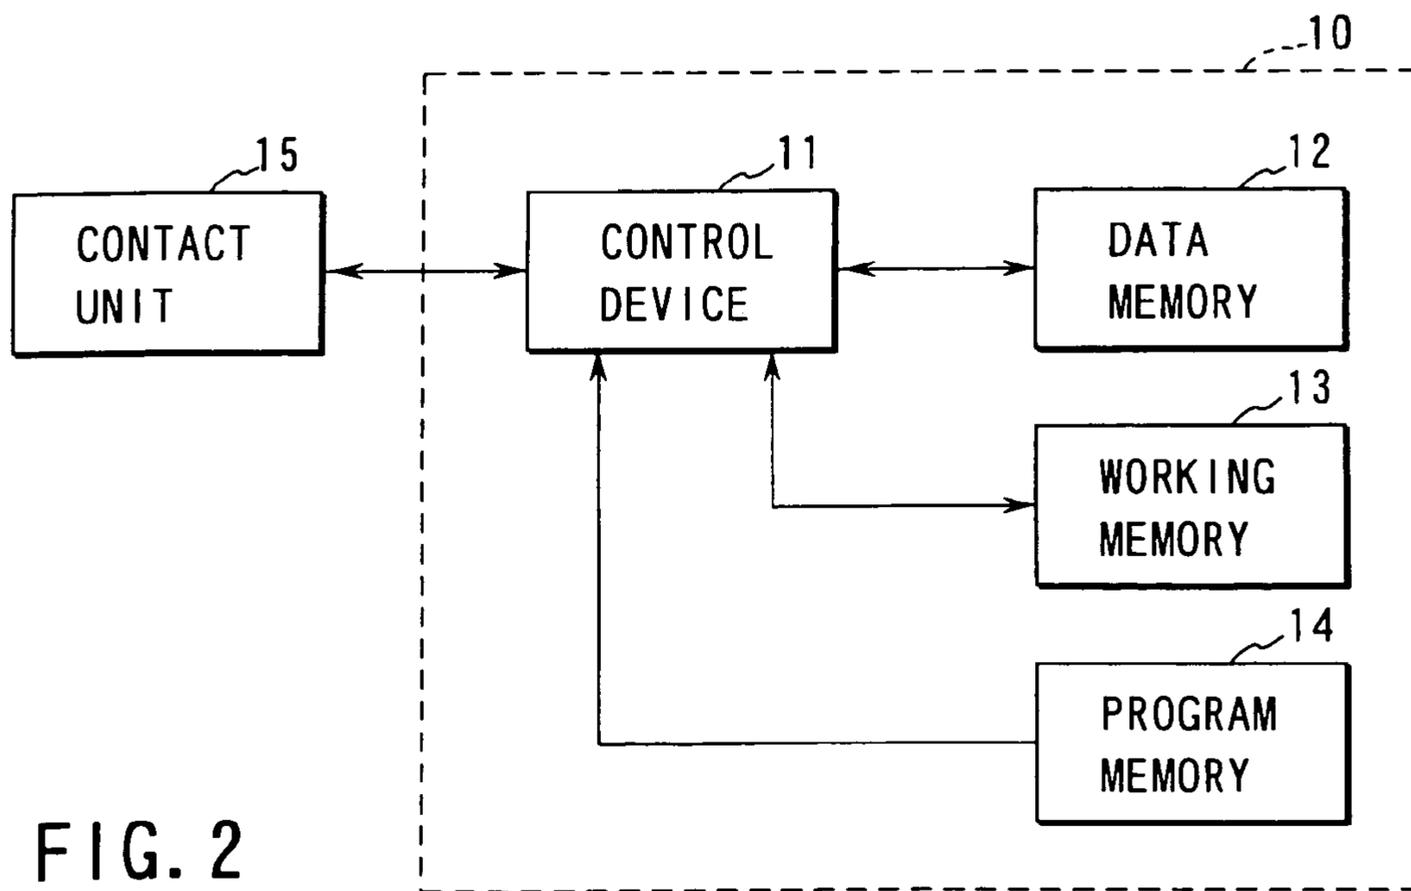 10
15
11
12
CONTACT
UNIT
CONTROL
DEVICE
DATA
MEMORY
13
WORKING
MEMORY
14
PROGRAM
MEMORY
FIG. 2